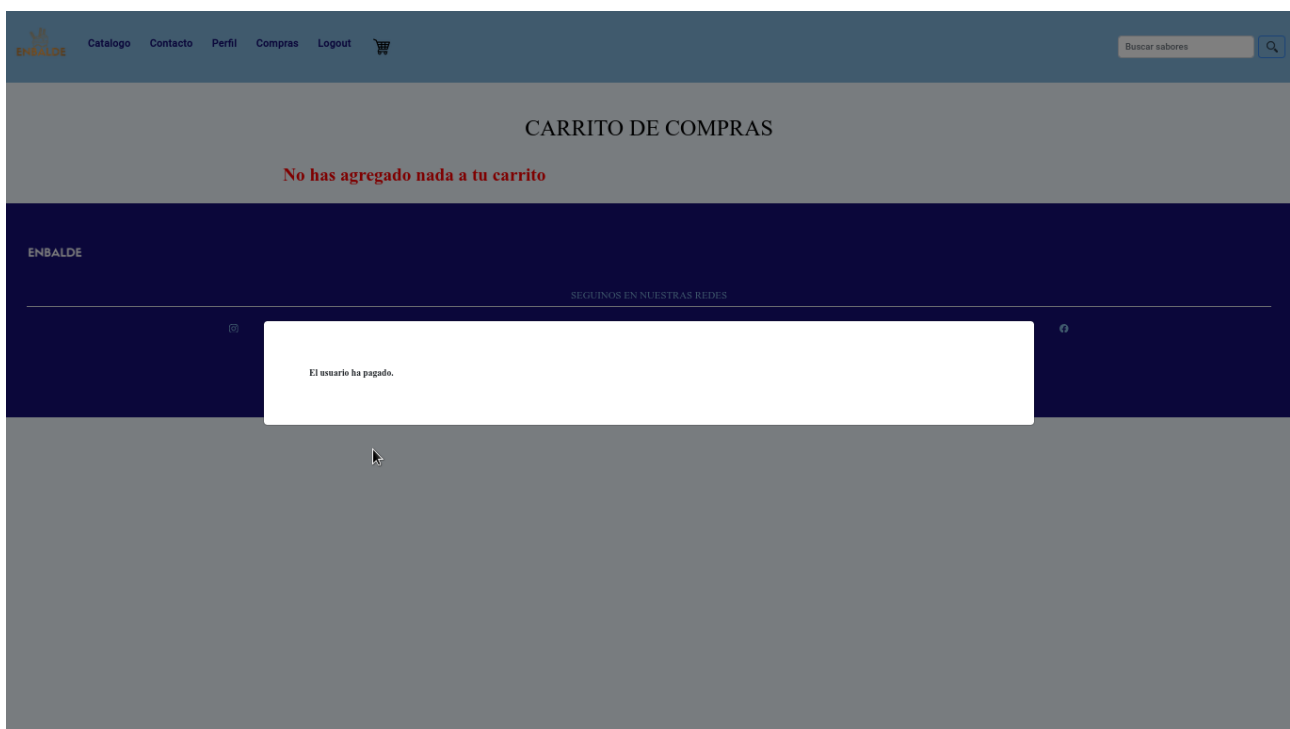 ENBALDE
Catalogo Contacto Perfil Compras Logout
Buscar sabores
CARRITO DE COMPRAS
No has agregado nada a tu carrito
ENBALDE
SEGUINOS EN NUESTRAS REDES
El usuario ha pagado.